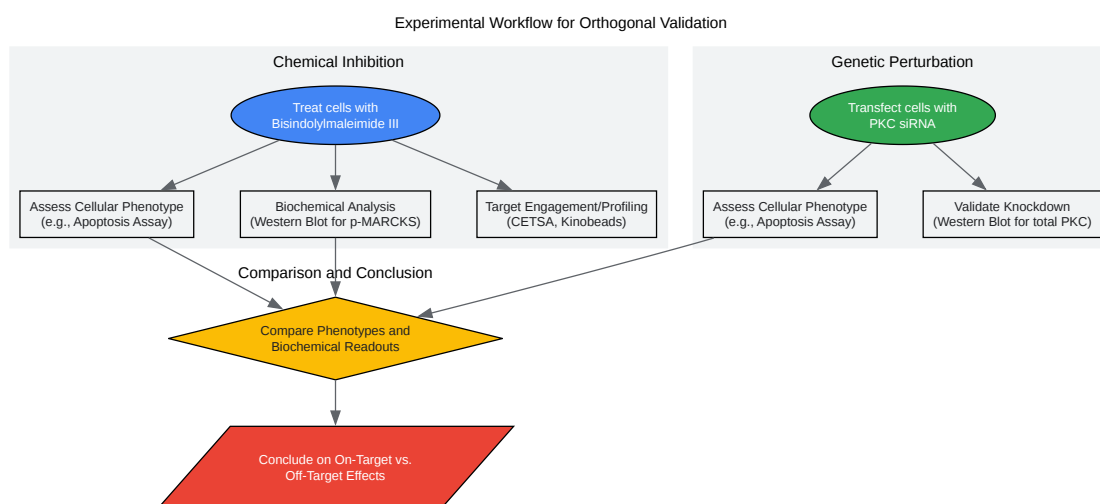 Experimental Workflow for Orthogonal Validation
Chemical Inhibition
Genetic Perturbation
Treat cells with
Bisindolylmaleimide III
Transfect cells with
PKC siRNA
Assess Cellular Phenotype
(e.g., Apoptosis Assay)
Biochemical Analysis
(Western Blot for p-MARCKS)
Target Engagement/Profiling
(CETSA, Kinobeads)
Assess Cellular Phenotype
(e.g., Apoptosis Assay)
Validate Knockdown
(Western Blot for total PKC)
Comparison and Conclusion
Compare Phenotypes and
Biochemical Readouts
Conclude on On-Target vs.
Off-Target Effects